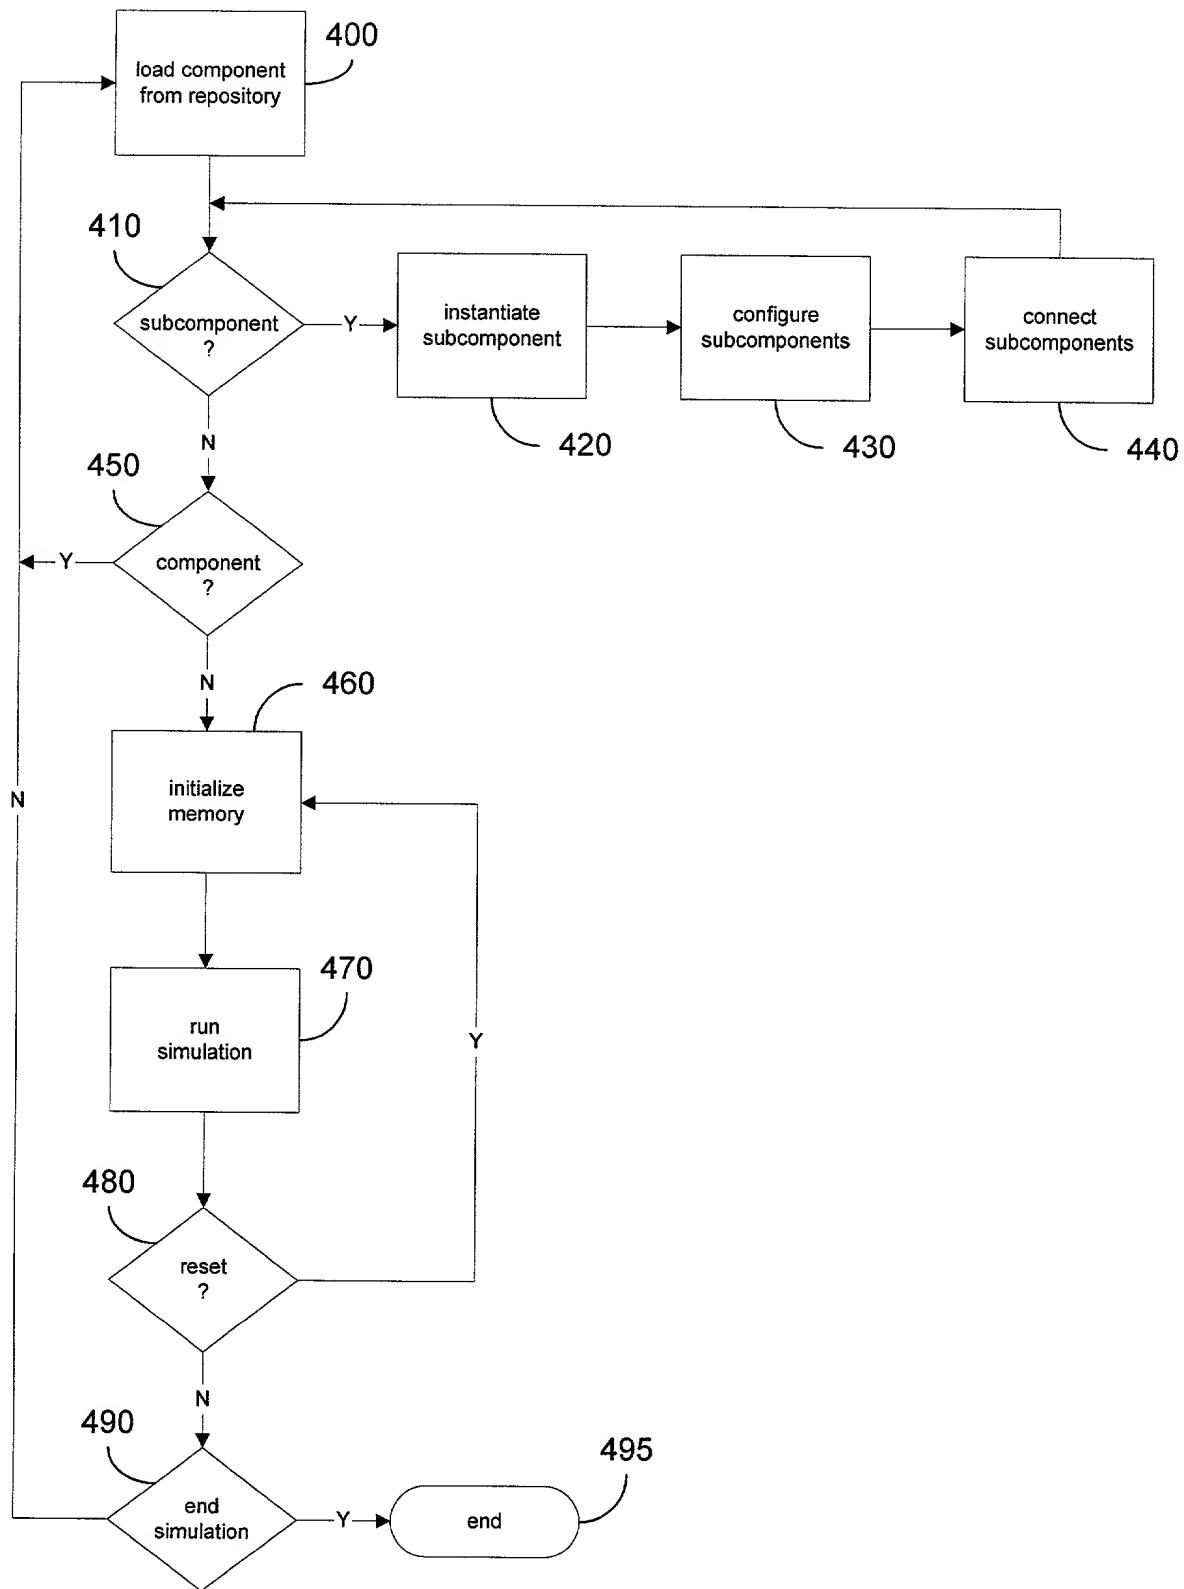 400
load component
from repository
410
subcomponent
?
Y
instantiate
subcomponent
configure
subcomponents
connect
subcomponents
420
430
440
N
450
component
?
Y
N
460
initialize
memory
N
470
run
simulation
Y
480
reset
?
N
490
end
simulation
Y
end
495